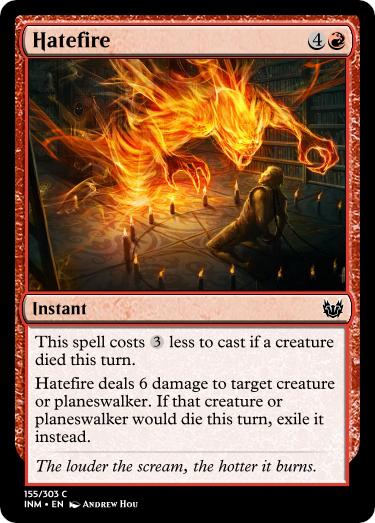 Hatefire 4
Instant
This spell costs 3 less to cast if a creature
died this turn.
Hatefire deals 6 damage to target creature
or planeswalker. If that creature or
planeswalker would die this turn, exile it
instead.
The louder the scream, the hotter it burns.
155/303 C
INM • EN Andrew Hou